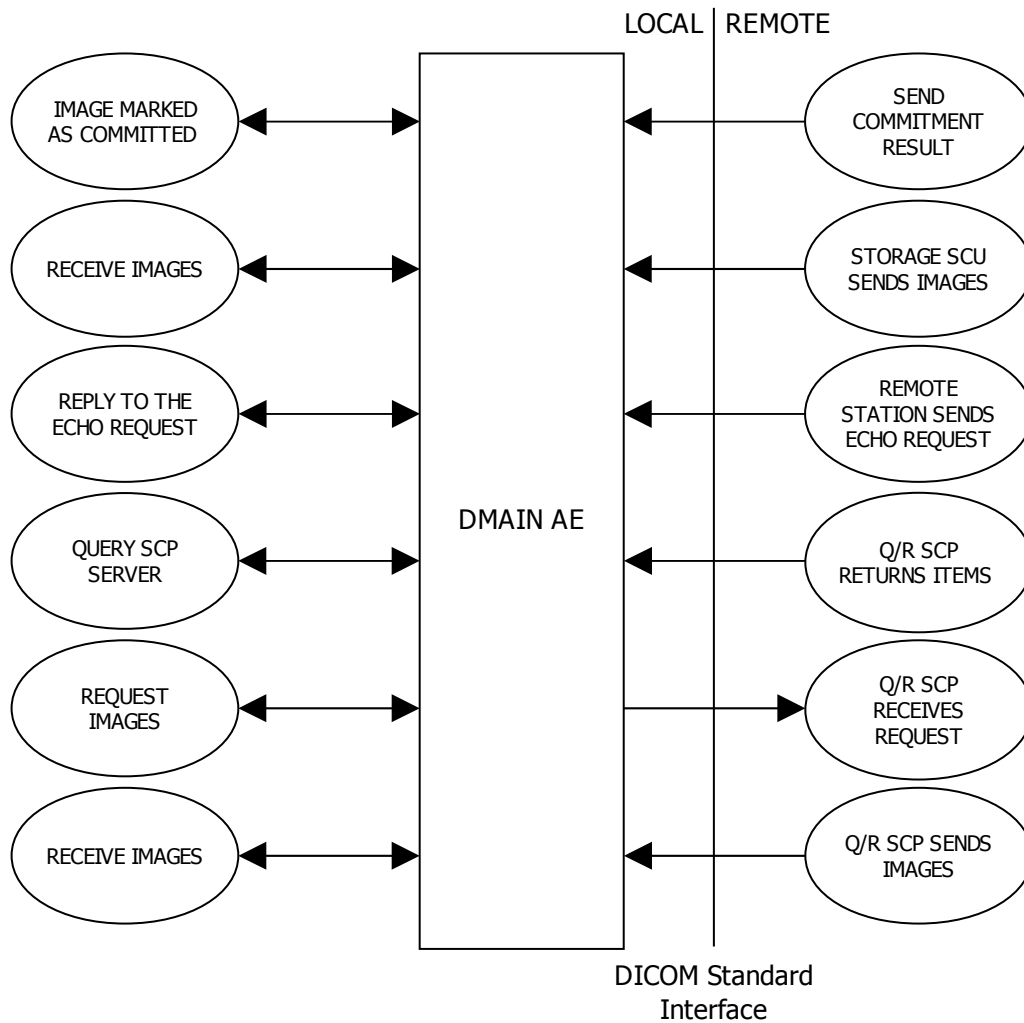 LOCAL
REMOTE
IMAGE MARKED
AS COMMITTED
SEND
COMMITMENT
RESULT
RECEIVE IMAGES
STORAGE SCU
SENDS IMAGES
REPLY TO THE
ECHO REQUEST
REMOTE
STATION SENDS
ECHO REQUEST
DMAIN AE
QUERY SCP
SERVER
Q/R SCP
RETURNS ITEMS
REQUEST
IMAGES
Q/R SCP
RECEIVES
REQUEST
RECEIVE IMAGES
Q/R SCP SENDS
IMAGES
DICOM Standard
Interface